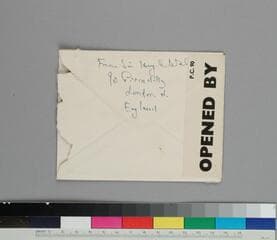 From Sir
90 Piccadilly
London
England
P.C. 90
OPENED BY